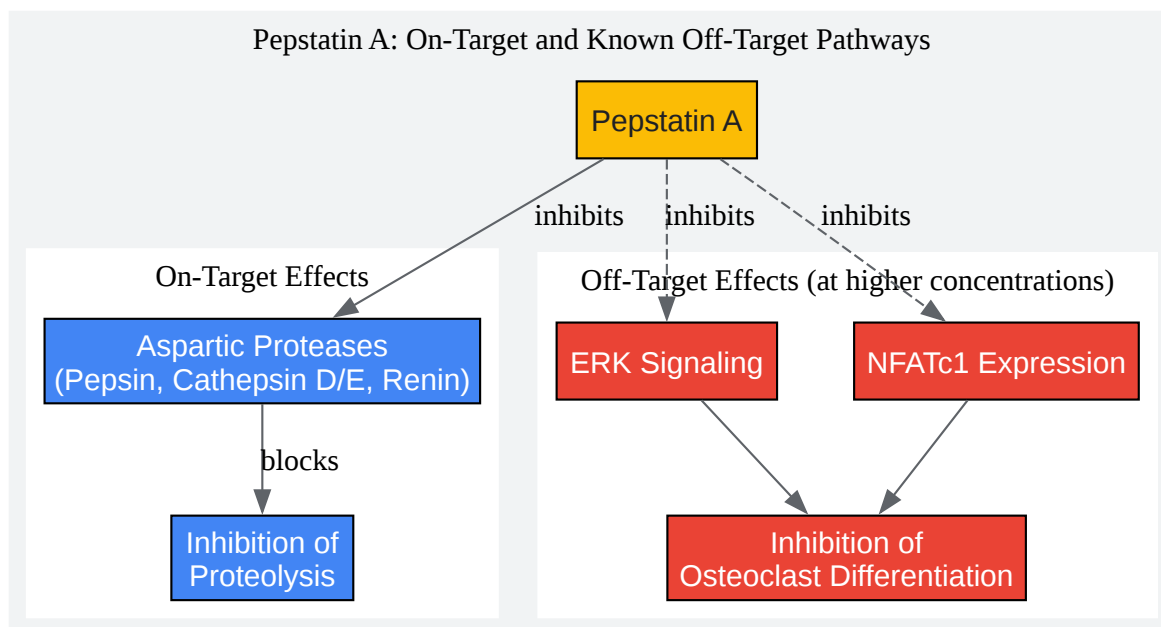 Pepstatin A: On-Target and Known Off-Target Pathways
Pepstatin A
inhibits
inhibits
inhibits
On-Target Effects
Off-Target Effects (at higher concentrations)
Aspartic Proteases
(Pepsin, Cathepsin D/E, Renin)
ERK Signaling
NFATc1 Expression
blocks
Inhibition of
Proteolysis
Inhibition of
Osteoclast Differentiation